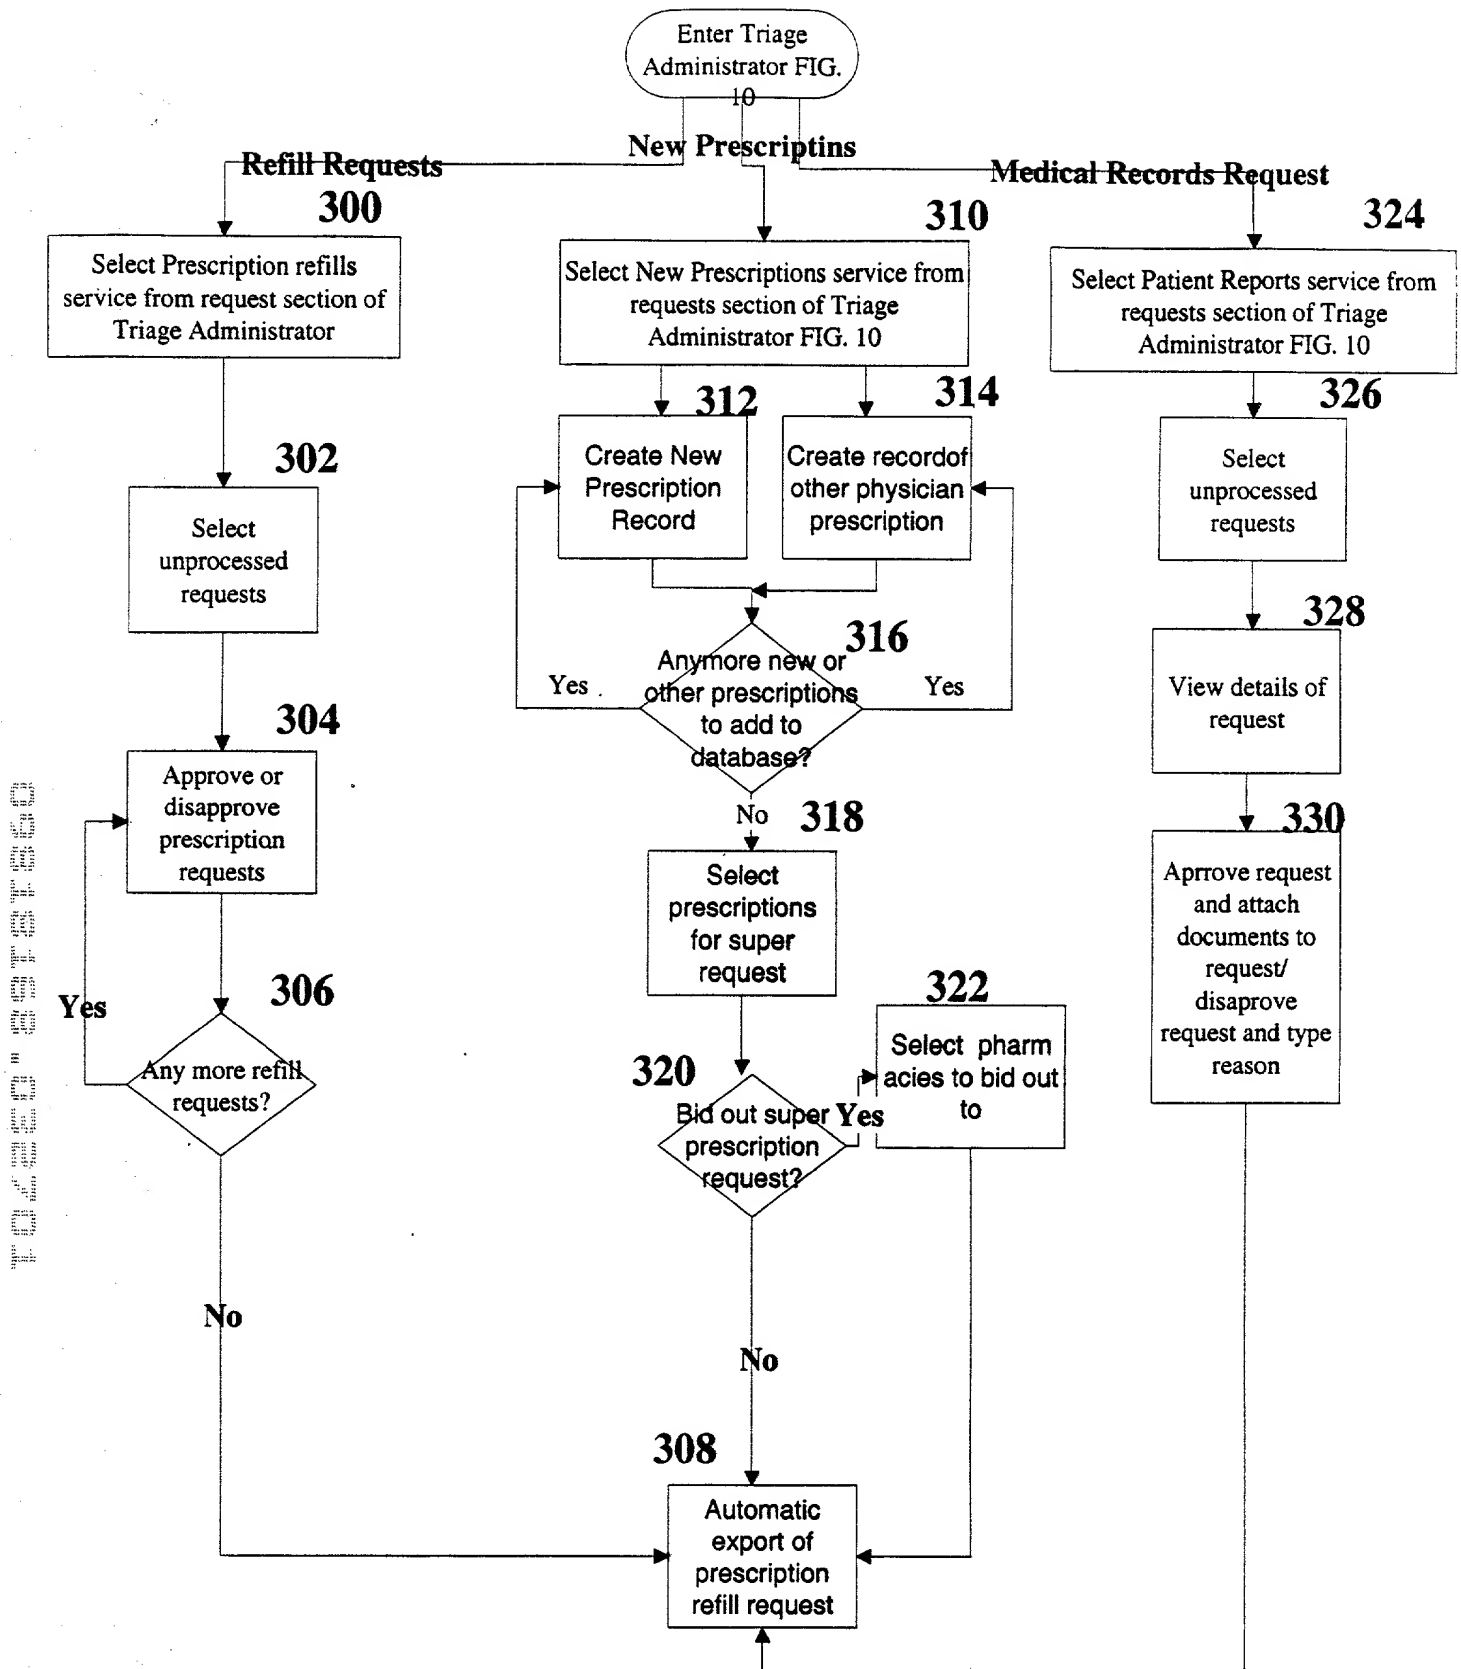 Enter Triage
Administrator FIG.
10
Refill Requests
New Prescriptins
Medical Records Request
300
Select Prescription refills
service from request section of
Triage Administrator
310
Select New Prescriptions service from
requests section of Triage
Administrator FIG. 10
324
Select Patient Reports service from
requests section of Triage
Administrator FIG. 10
302
Select
unprocessed
requests
312
Create New
Prescription
Record
314
Create recordof
other physician
prescription
326
Select
unprocessed
requests
316
Anymore new or
other prescriptions
to add to
database?
Yes
Yes
No
328
View details of
request
304
Approve or
disapprove
prescription
requests
318
Select
prescriptions
for super
request
330
Aprrove request
and attach
documents to
request/
disaprove
request and type
reason
306
Any more refill
requests?
Yes
No
320
Bid out super
prescription
request?
Yes
No
322
Select pharm
acies to bid out
to
308
Automatic
export of
prescription
refill request